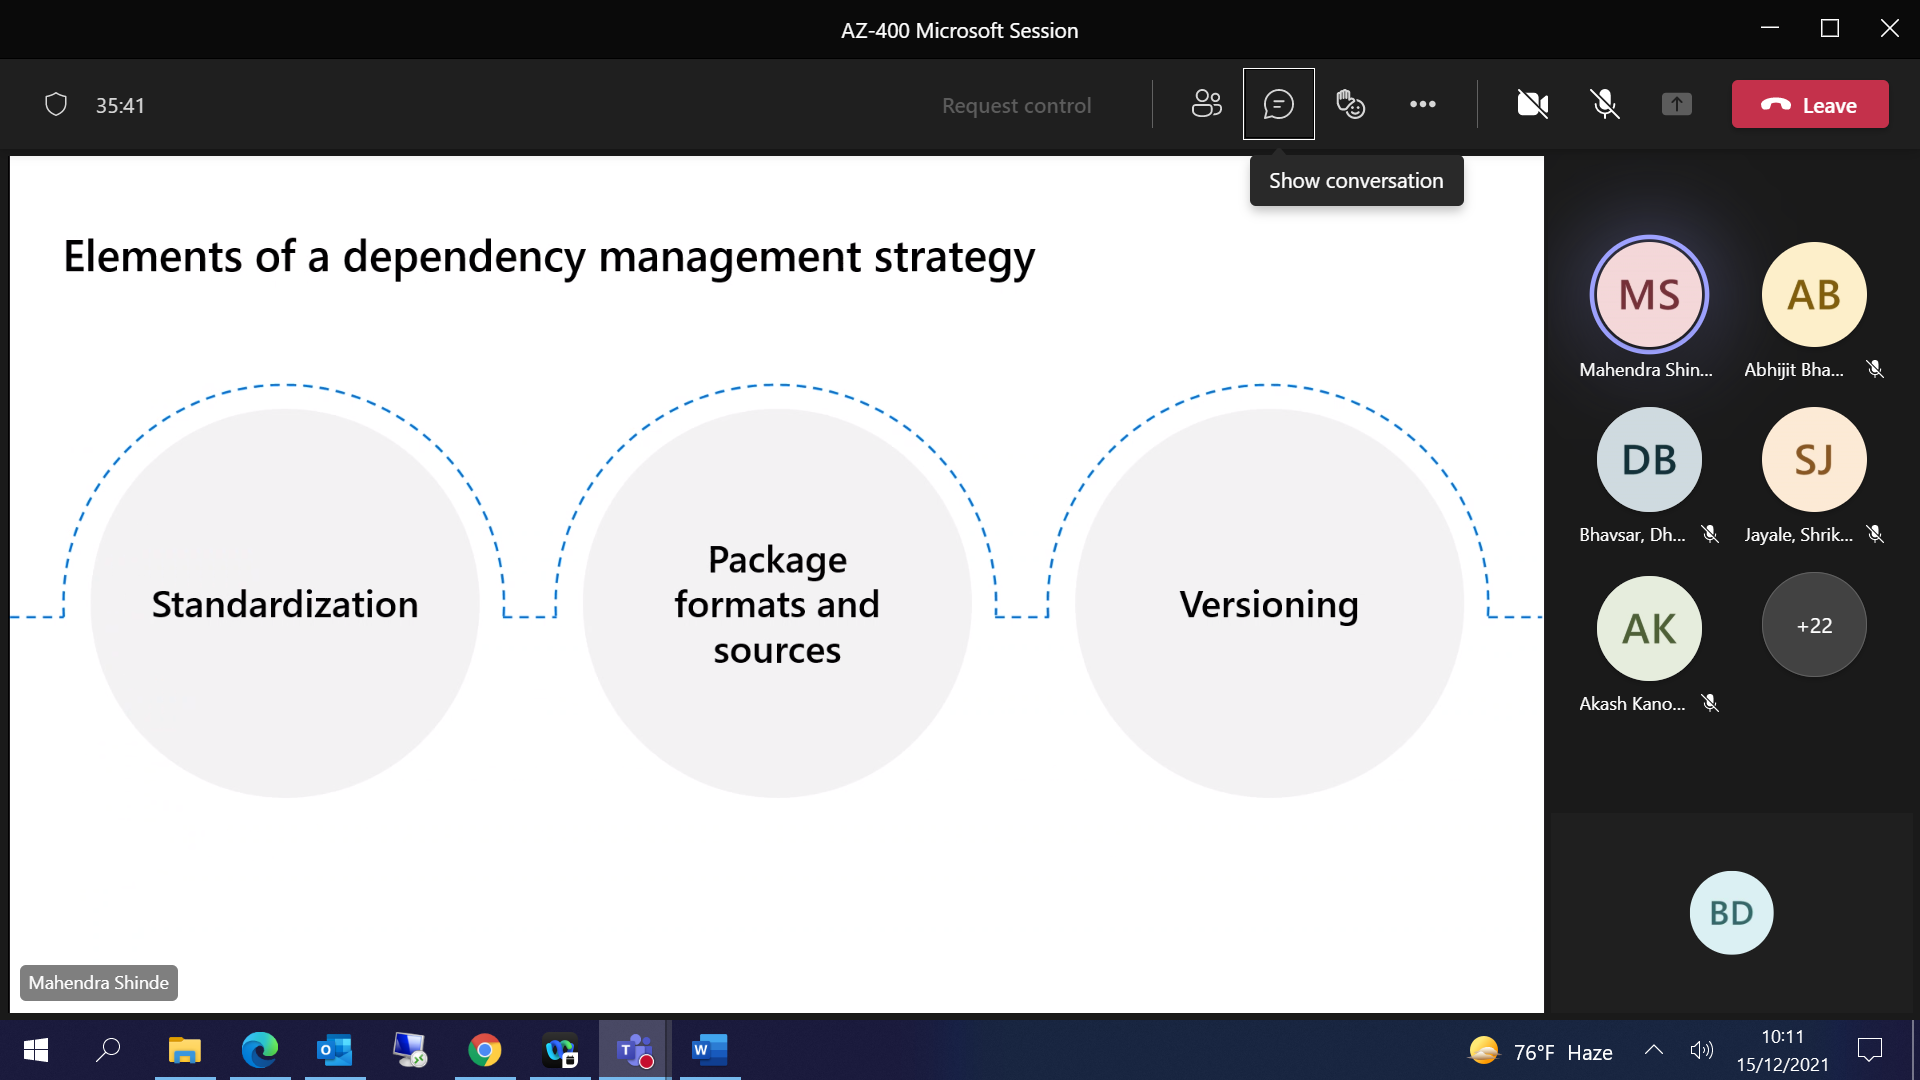 AZ-400 Microsoft Session
35:41
Request control
Leave
Show conversation
Elements of a dependency management strategy
Standardization
Package
formats and
sources
Versioning
MS
AB
Mahendra Shin...
Abhijit Bha...
DB
SJ
Bhavsar, Dh...
Jayale, Shrik...
AK
+22
Akash Kano...
BD
Mahendra Shinde
76°F Haze
10:11
15/12/2021